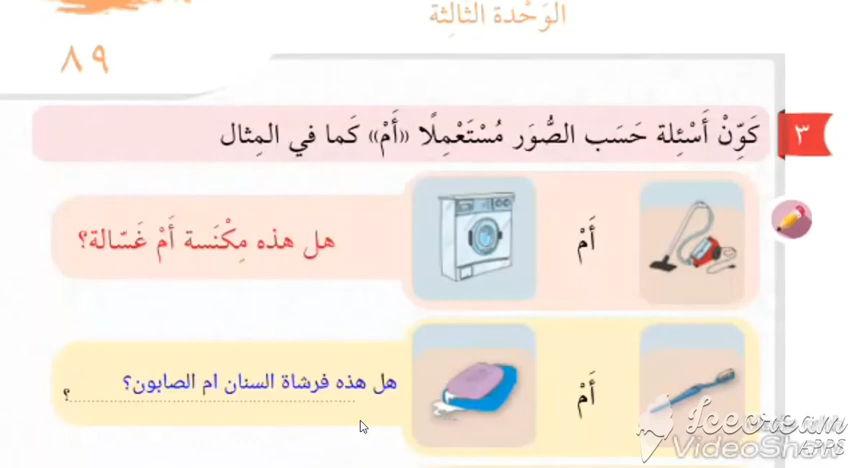 الوَحْدة الثالِثة
٨٩
٣
كَوِّنْ أَسْئِلة حَسَب الصُّوَر مُسْتَعْمِلًا «أَمْ» كَما في المِثال
أَمْ
هل هذه مِكْنَسة أَمْ غَسّالة؟
أَمْ
هل هذه فرشاة السنان ام الصابون؟
؟
Icecream
APPS
VideoShow